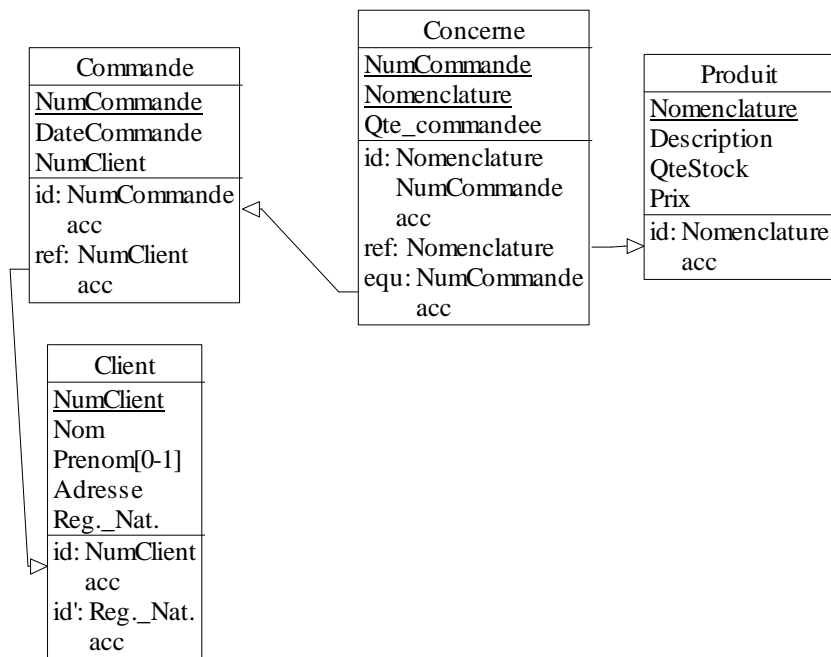 Commande
NumCommande
DateCommande
NumClient
id: NumCommande
acc
ref: NumClient
acc
Concerne
NumCommande
Nomenclature
Qte_commandee
id: Nomenclature
NumCommande
acc
ref: Nomenclature
equ: NumCommande
acc
Produit
Nomenclature
Description
QteStock
Prix
id: Nomenclature
acc
Client
NumClient
Nom
Prenom[0-1]
Adresse
Reg._Nat.
id: NumClient
acc
id': Reg._Nat.
acc